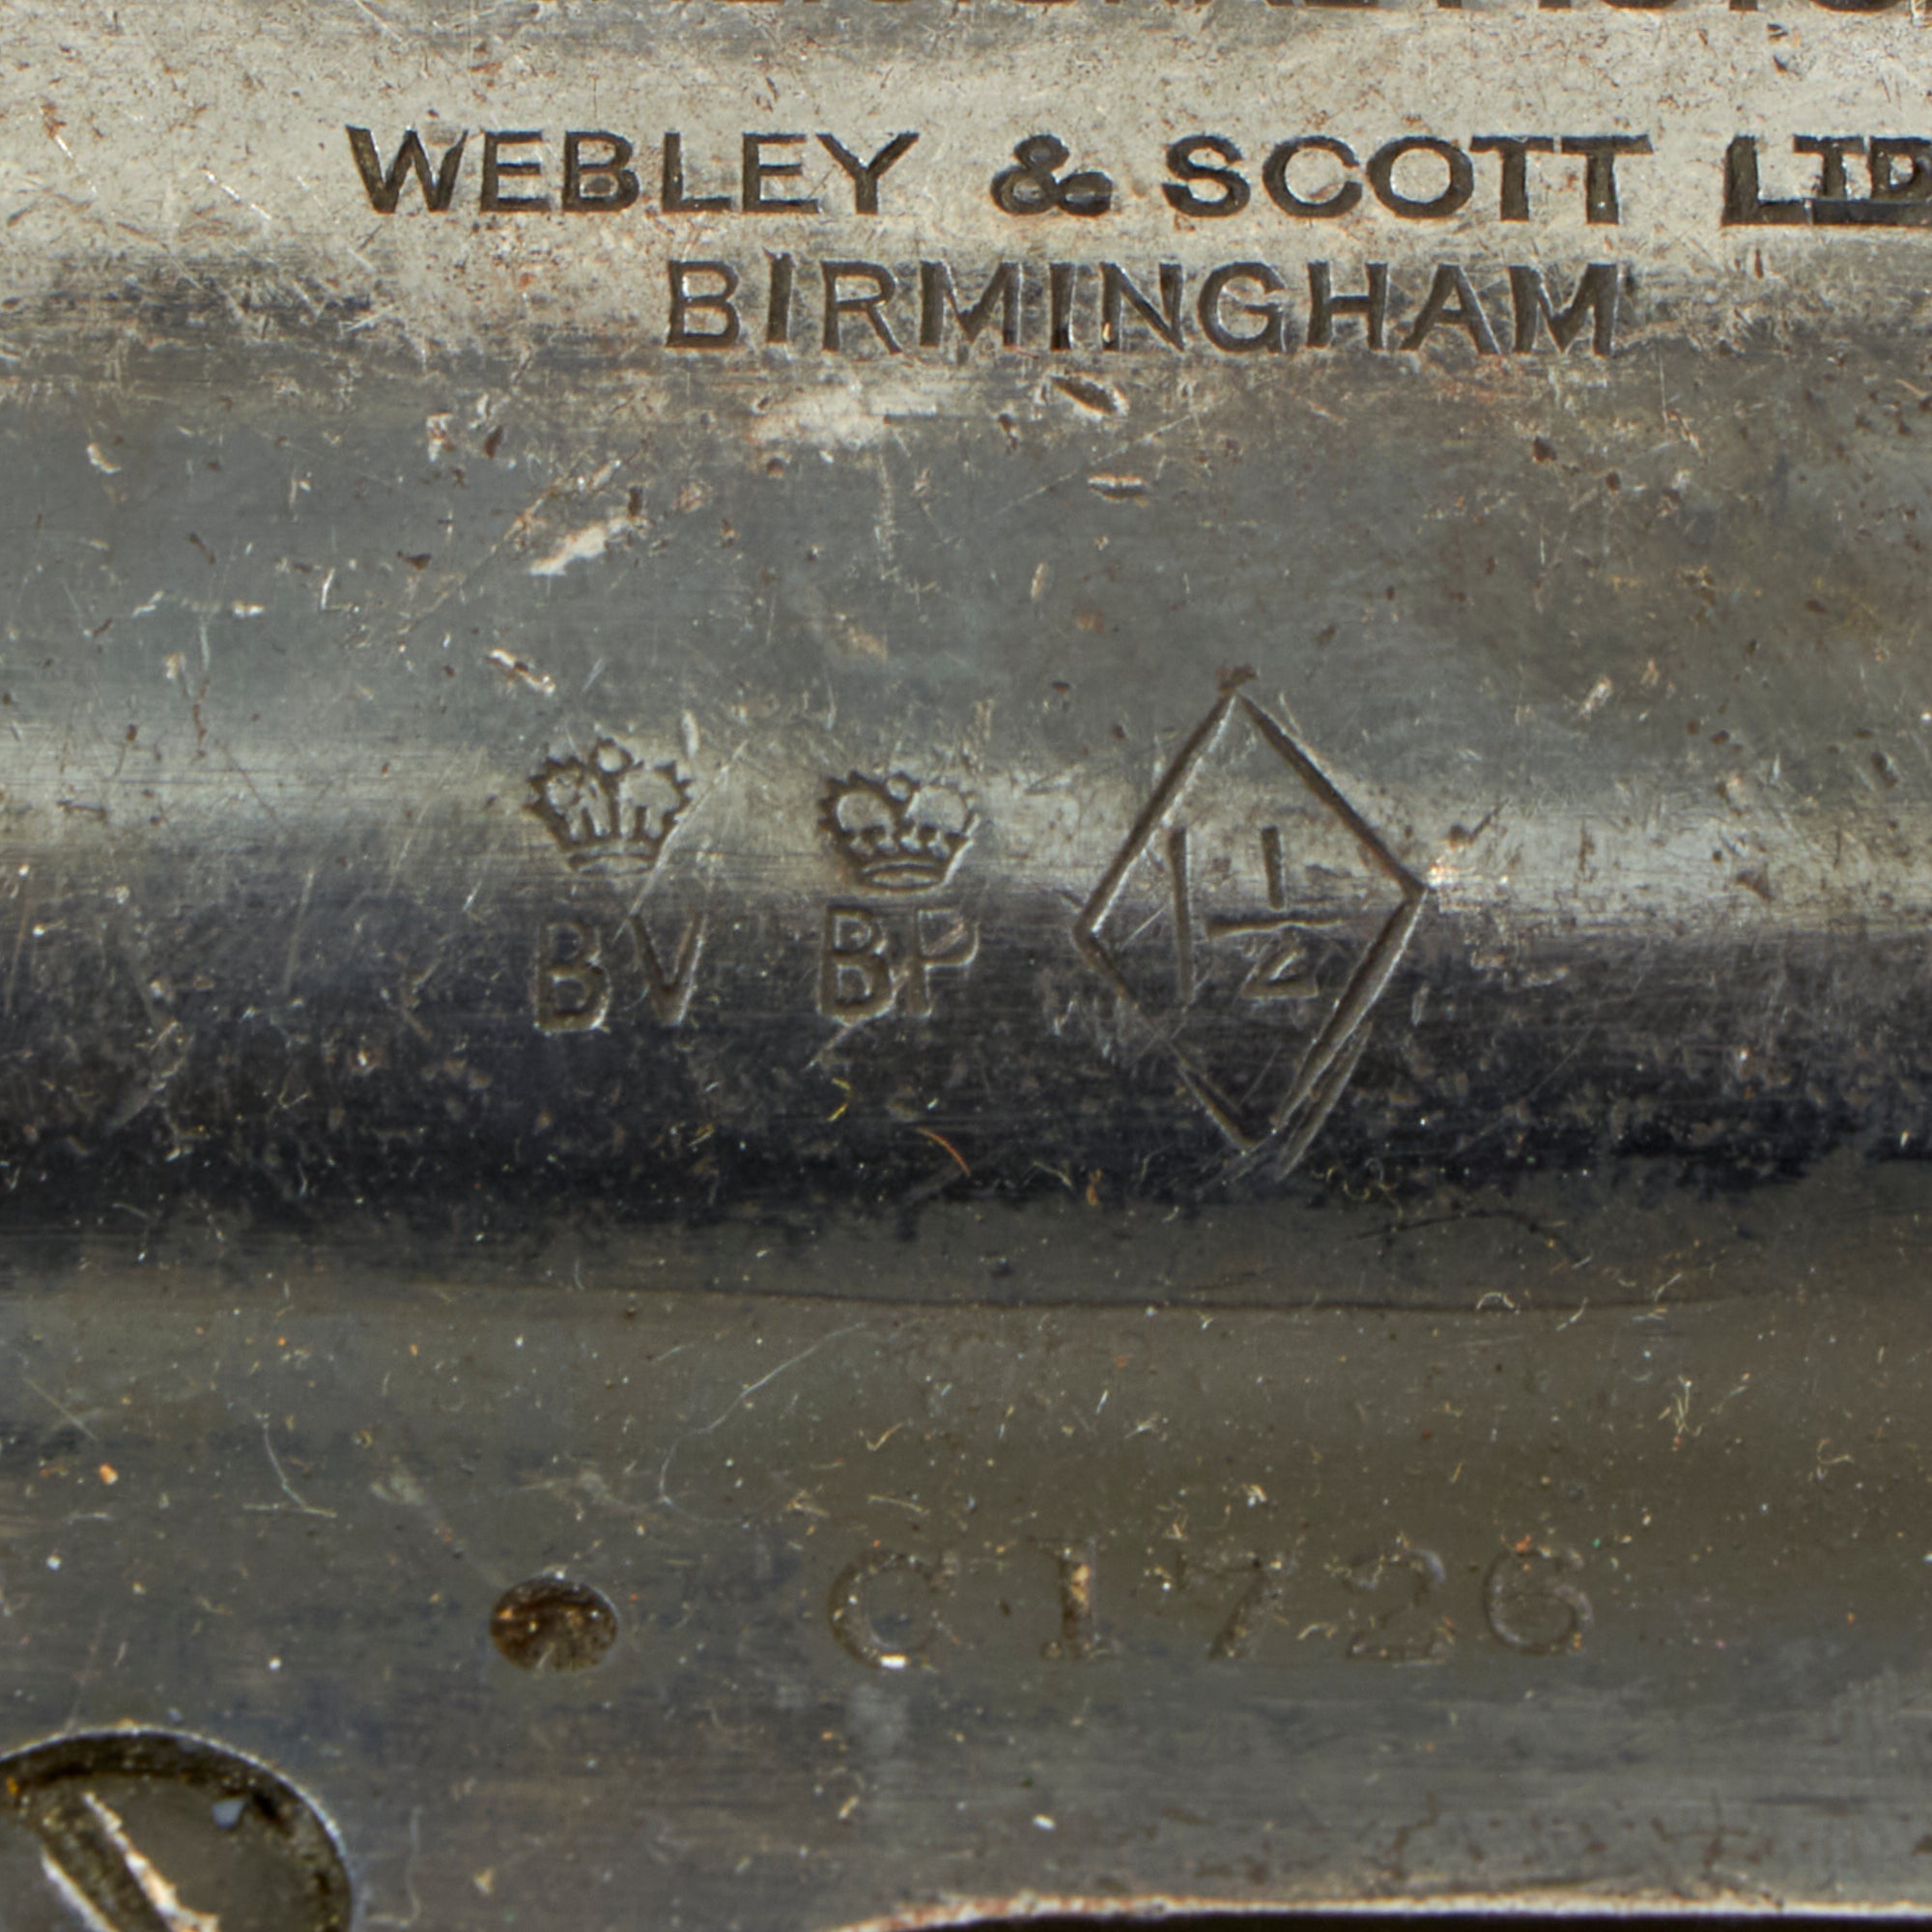 WEBLEY & SCOTT LTD
BIRMINGHAM
BV BP 1 1/2
C1726